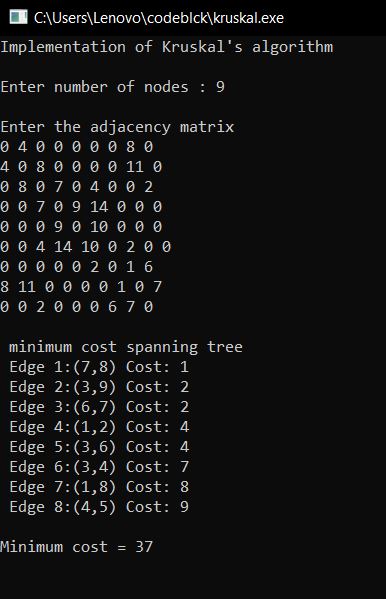 C:\Users\Lenovo\codeblck\kruskal.exe
Implementation of Kruskal's algorithm
Enter number of nodes : 9
Enter the adjacency matrix
0 4 0 0 0 0 0 8 0
4 0 8 0 0 0 0 11 0
0 8 0 7 0 4 0 0 2
0 0 7 0 9 14 0 0 0
0 0 0 9 0 10 0 0 0
0 0 4 14 10 0 2 0 0
0 0 0 0 0 2 0 1 6
8 11 0 0 0 0 1 0 7
0 0 2 0 0 0 6 7 0
minimum cost spanning tree
Edge 1:(7,8) Cost: 1
Edge 2:(3,9) Cost: 2
Edge 3:(6,7) Cost: 2
Edge 4:(1,2) Cost: 4
Edge 5:(3,6) Cost: 4
Edge 6:(3,4) Cost: 7
Edge 7:(1,8) Cost: 8
Edge 8:(4,5) Cost: 9
Minimum cost = 37